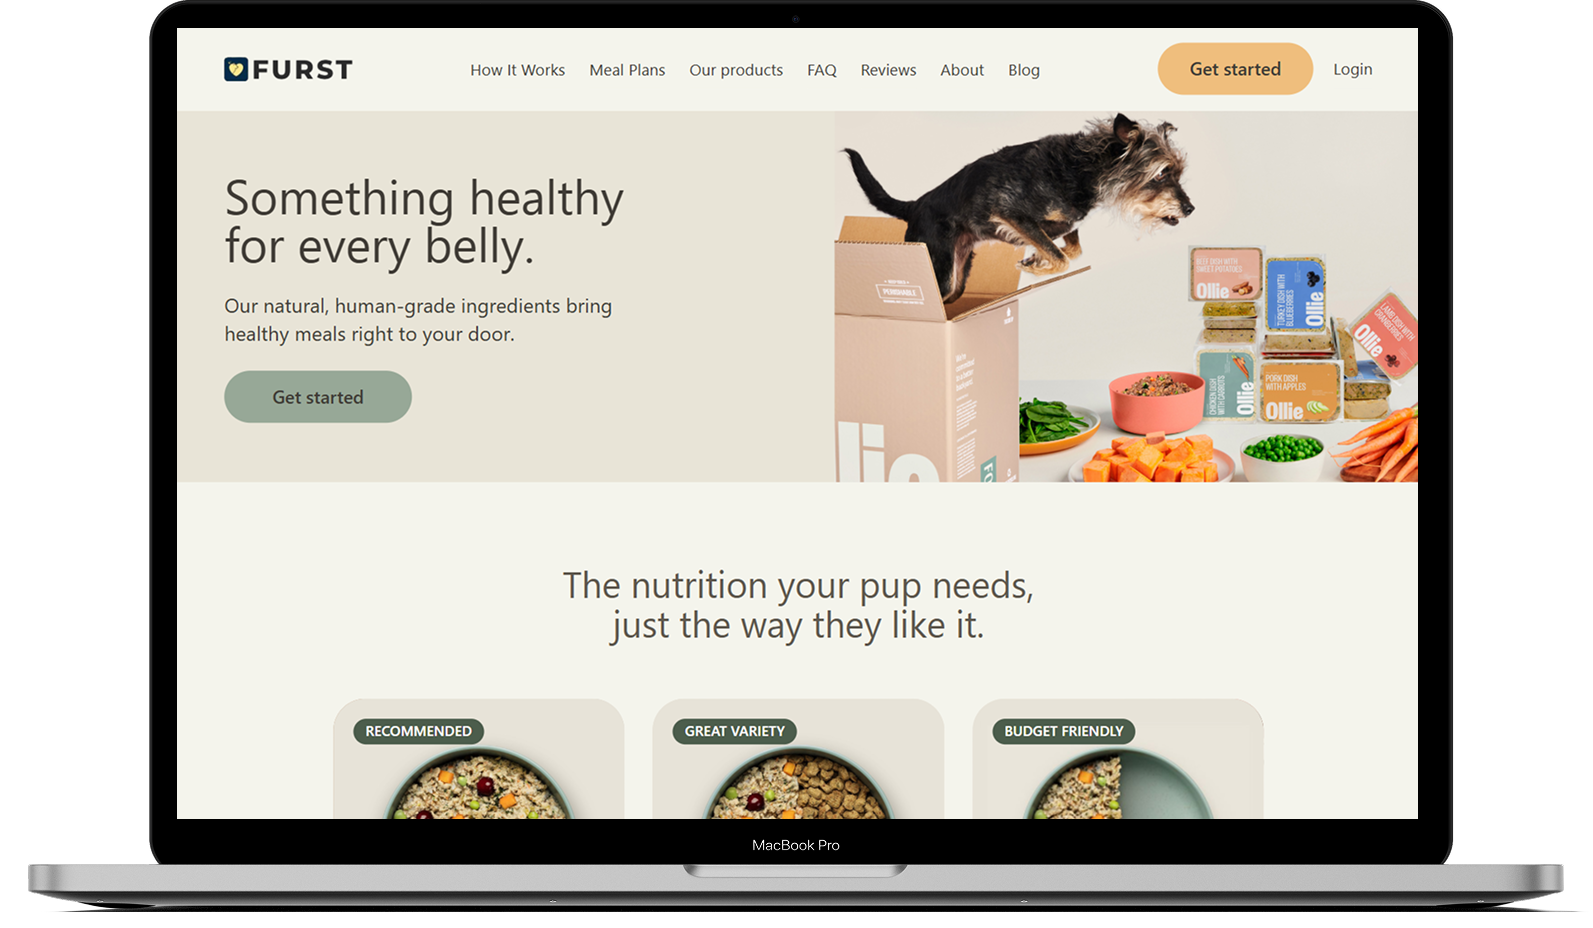 FURST
How It Works
Meal Plans
Our products
FAQ
Reviews
About
Blog
Get started
Login
Something healthy
for every belly.
Our natural, human-grade ingredients bring
healthy meals right to your door.
Get started
PERISHABLE
BEEF DISH WITH
SWEET POTATOES
Ollie
TURKEY DISH WITH
BLUEBERRIES
Ollie
LAMB DISH WITH
CRANBERRIES
Ollie
CHICKEN DISH
WITH CARROTS
Ollie
PORK DISH
WITH APPLES
Ollie
The nutrition your pup needs,
just the way they like it.
RECOMMENDED
GREAT VARIETY
BUDGET FRIENDLY
MacBook Pro